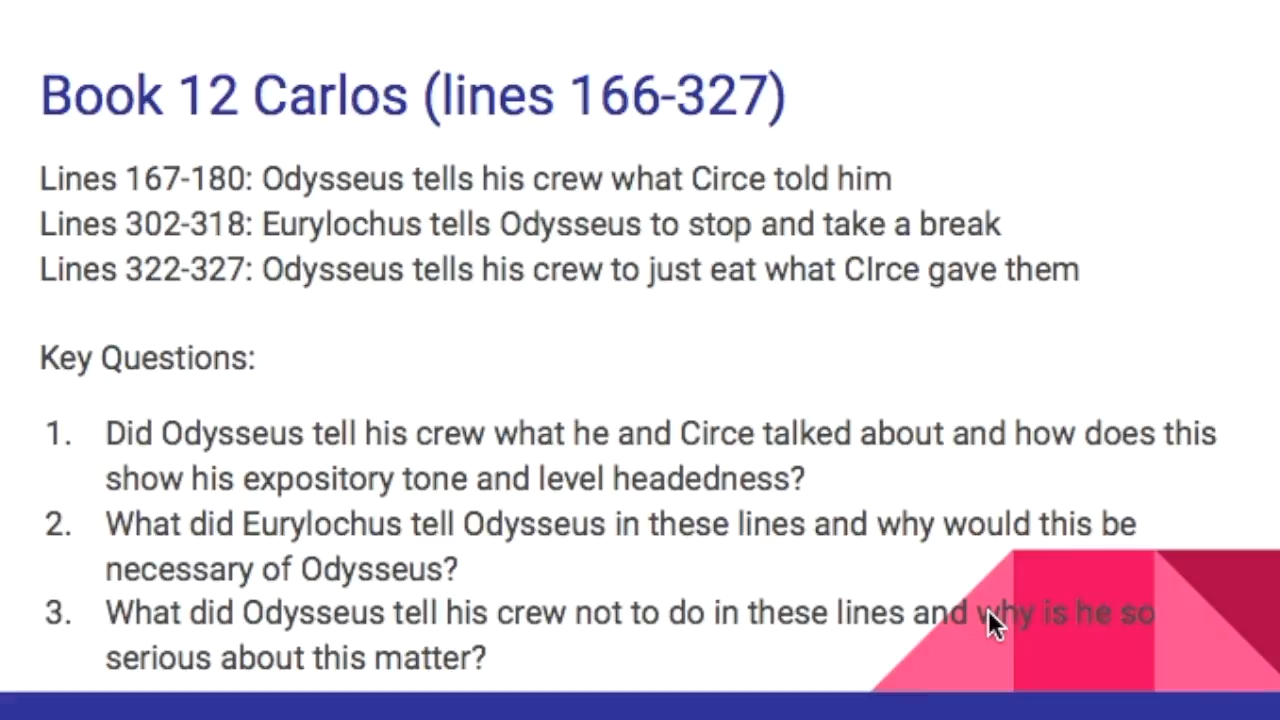 Book 12 Carlos (lines 166-327)
Lines 167-180: Odysseus tells his crew what Circe told him
Lines 302-318: Eurylochus tells Odysseus to stop and take a break
Lines 322-327: Odysseus tells his crew to just eat what CIrce gave them
Key Questions:
1. Did Odysseus tell his crew what he and Circe talked about and how does this
show his expository tone and level headedness?
2. What did Eurylochus tell Odysseus in these lines and why would this be
necessary of Odysseus?
3. What did Odysseus tell his crew not to do in these lines and why is he so
serious about this matter?